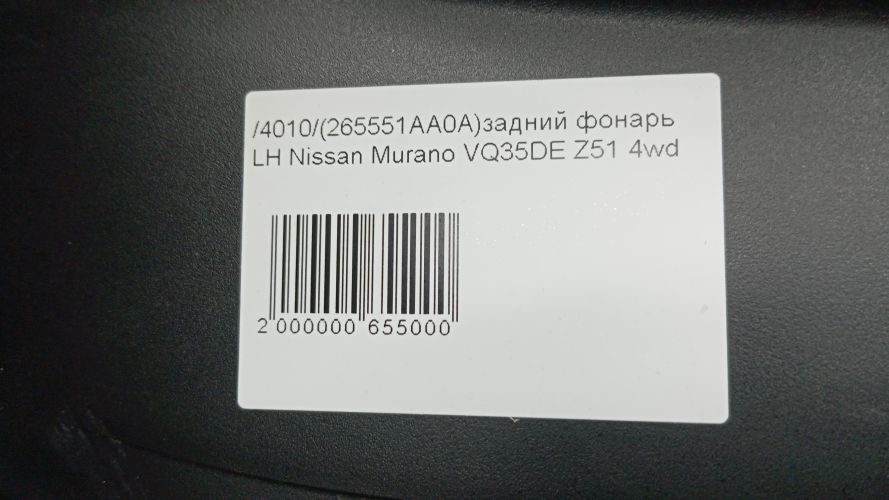 /4010/(265551AA0A)задний фонарь
LH Nissan Murano VQ35DE Z51 4wd
2 000000 655000